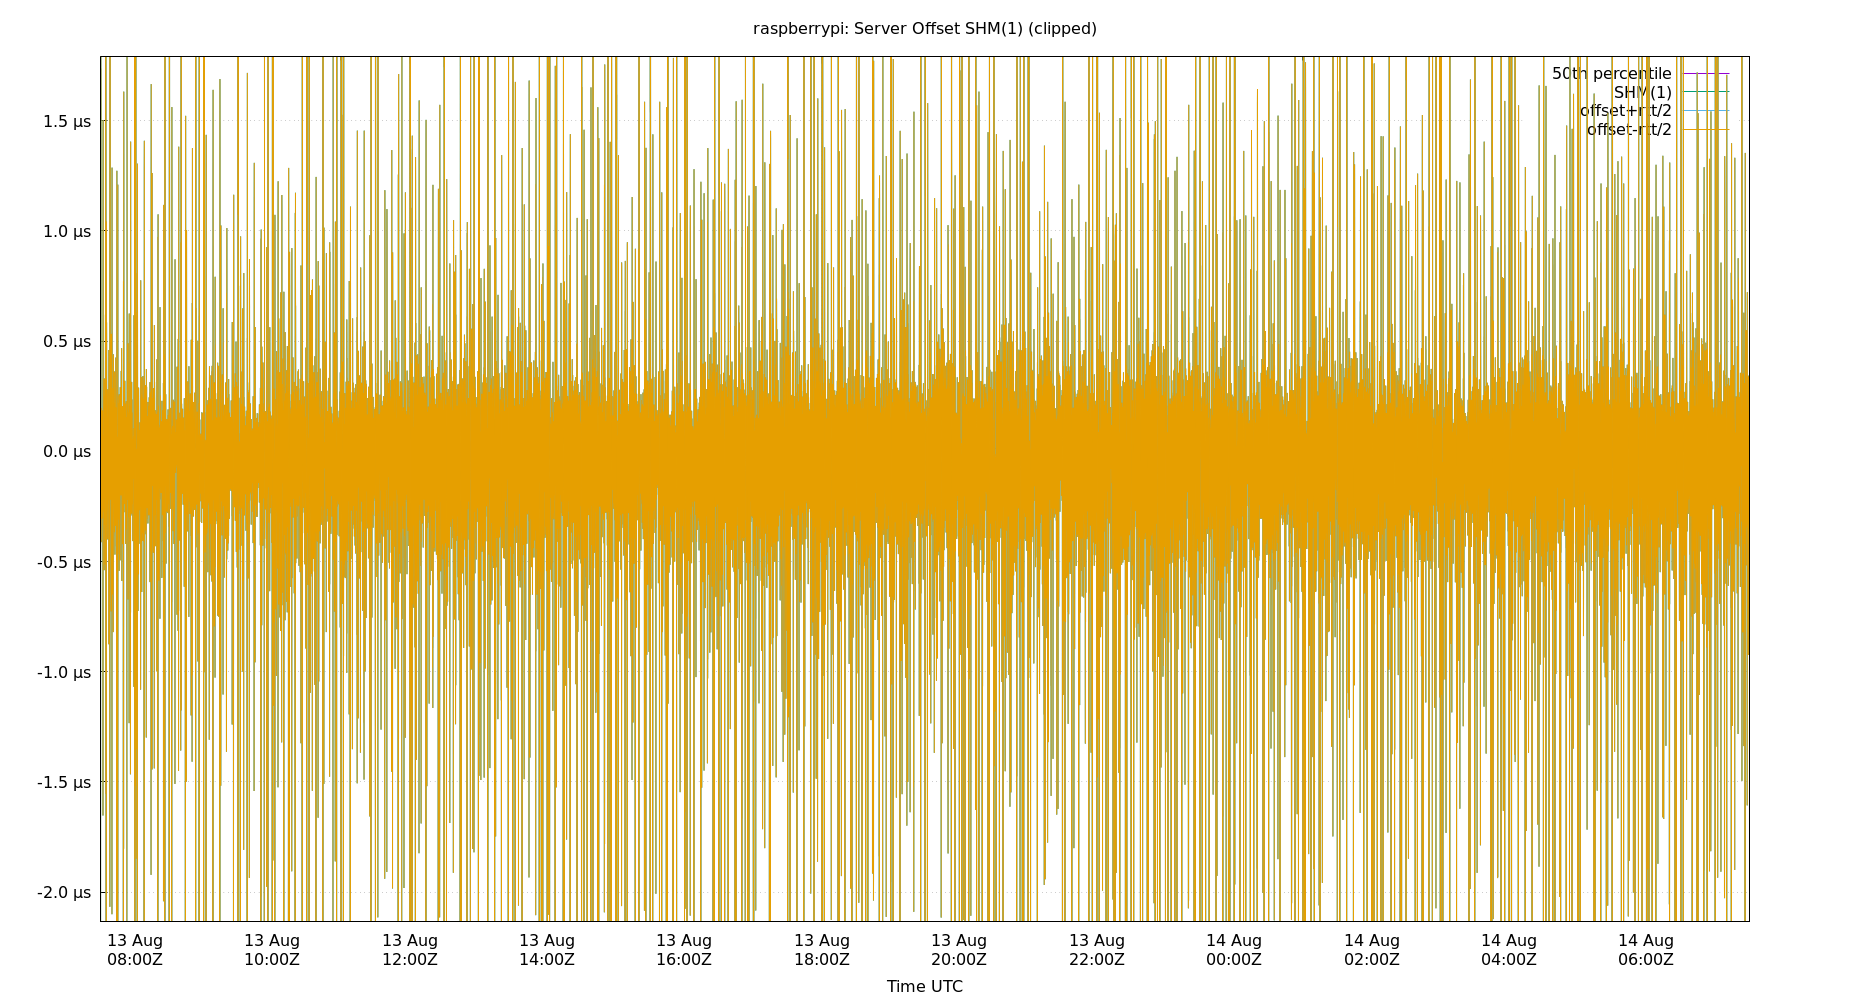 raspberrypi: Server Offset SHM(1) (clipped)
50th percentile
SHM(1)
offset+rtt/2
offset-rtt/2
1.5 µs
1.0 µs
0.5 µs
0.0 µs
-0.5 µs
-1.0 µs
-1.5 µs
-2.0 µs
13 Aug 13 Aug 13 Aug 13 Aug 13 Aug 13 Aug 13 Aug 13 Aug 14 Aug 14 Aug 14 Aug 14 Aug
08:00Z 10:00Z 12:00Z 14:00Z 16:00Z 18:00Z 20:00Z 22:00Z 00:00Z 02:00Z 04:00Z 06:00Z
Time UTC